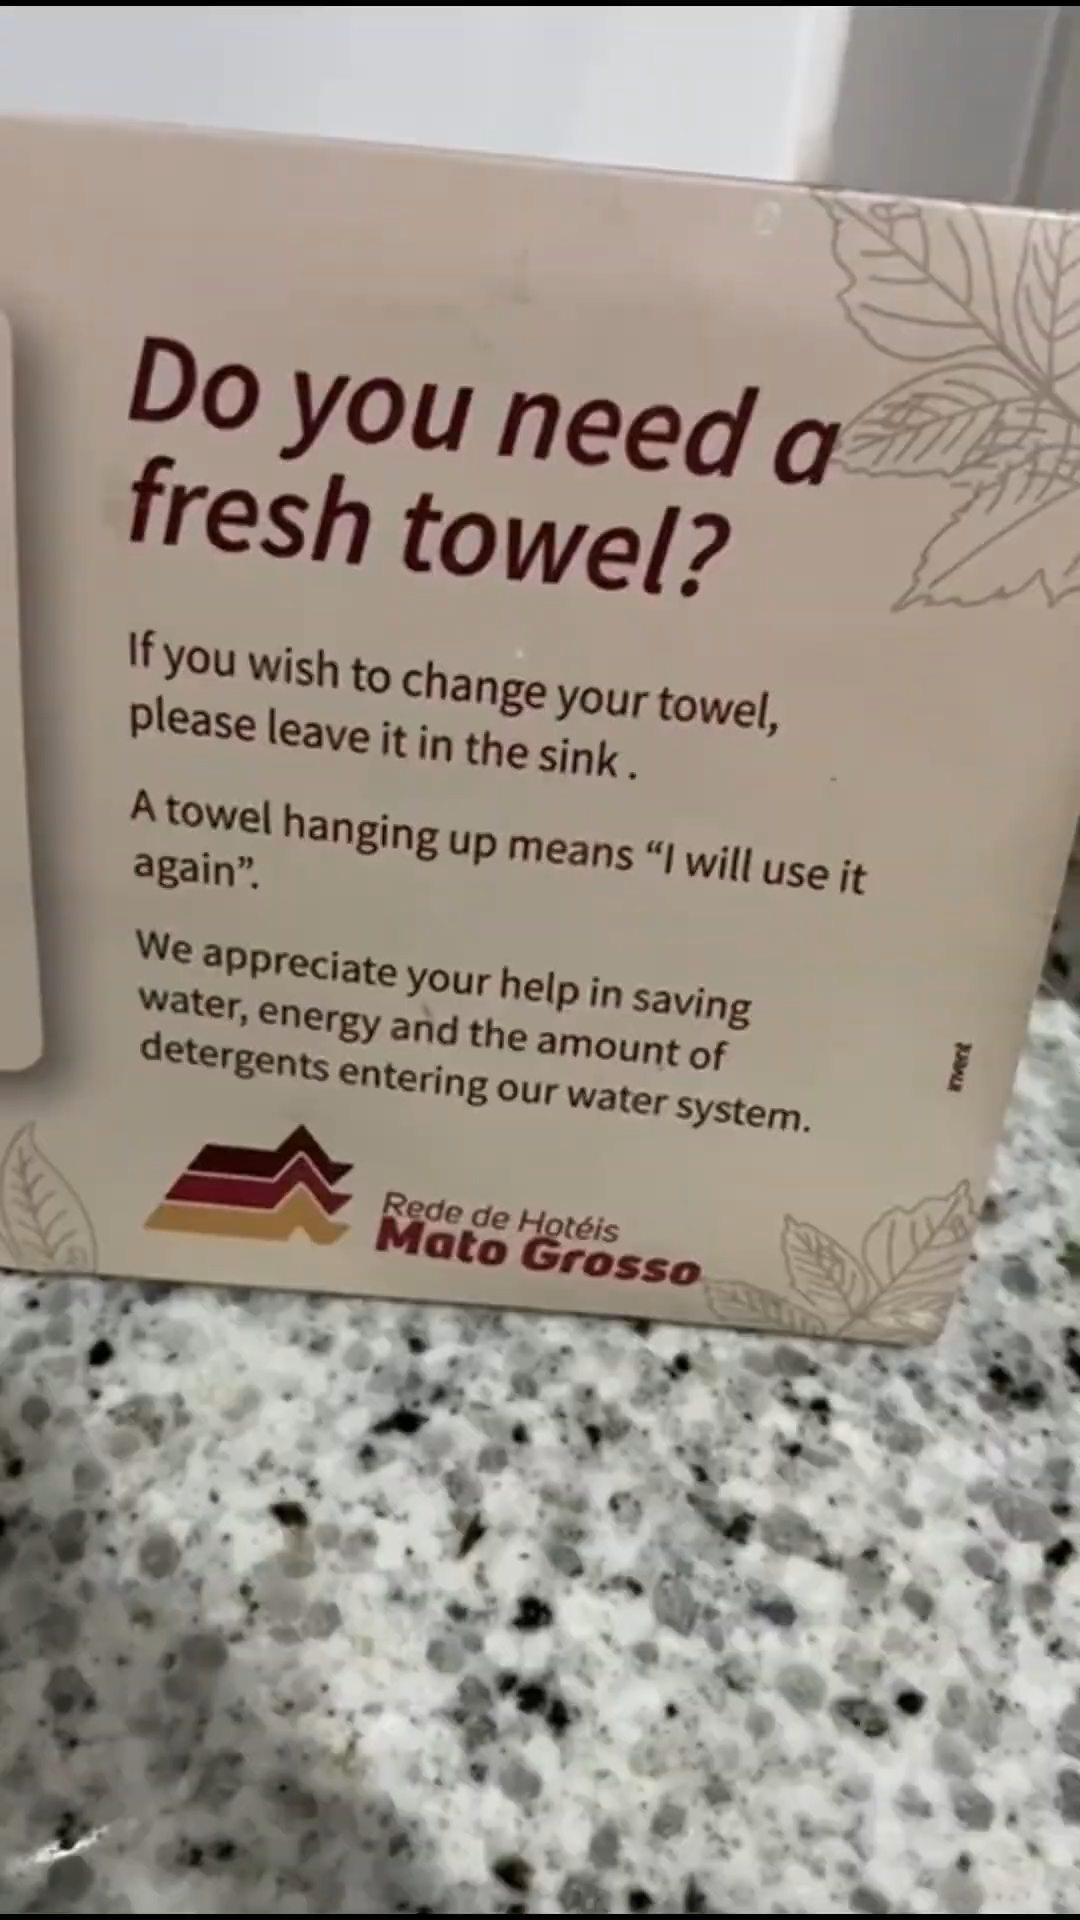 Do you need a
fresh towel?
If you wish to change your towel,
please leave it in the sink .
A towel hanging up means “I will use it
again”.
We appreciate your help in saving
water, energy and the amount of
detergents entering our water system.
invent
Rede de Hotéis
Mato Grosso